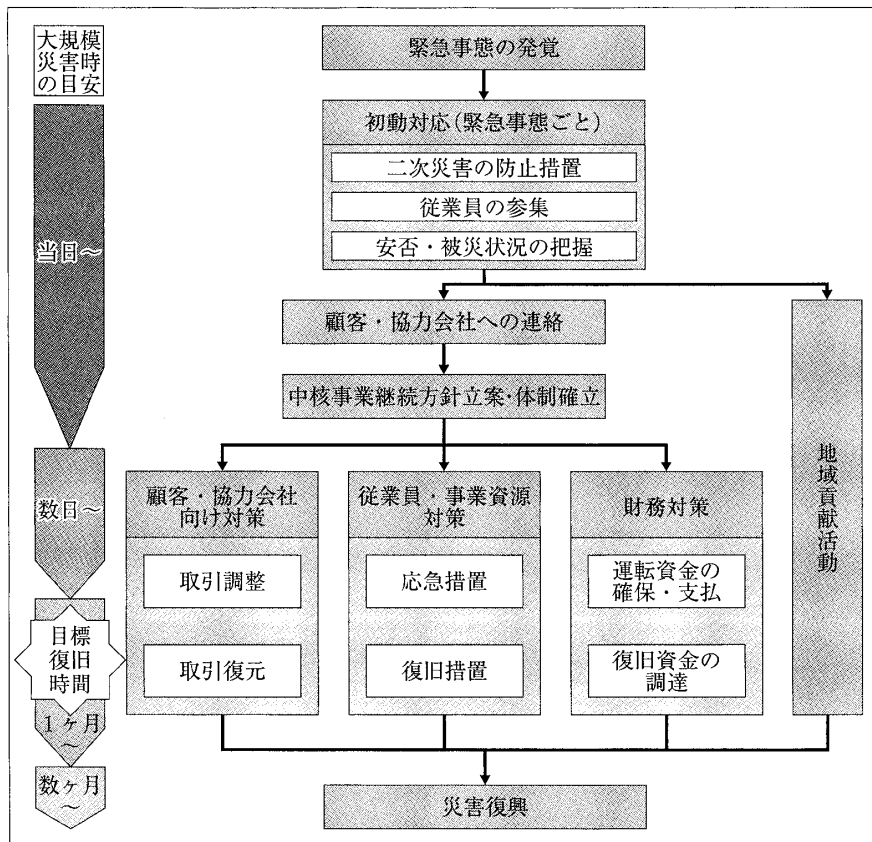 大規模
災害時
の目安
当日～
数日～
目標
復旧
時間
1ヶ月
～
数ヶ月
～
緊急事態の発覚
初動対応(緊急事態ごと)
二次災害の防止措置
従業員の参集
安否・被災状況の把握
顧客・協力会社への連絡
中核事業継続方針立案・体制確立
顧客・協力会社
向け対策
取引調整
取引復元
従業員・事業資源
対策
応急措置
復旧措置
財務対策
運転資金の
確保・支払
復旧資金の
調達
地域貢献活動
災害復興